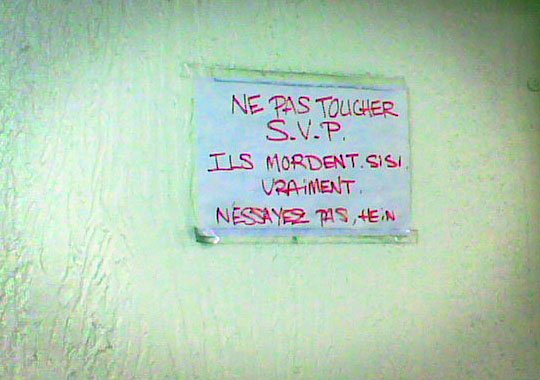 NE PAS TOUCHER
S.V.P.
ILS MORDENT. SISI.
VRAiMENT.
NESSAYEZ PAS, HEiN